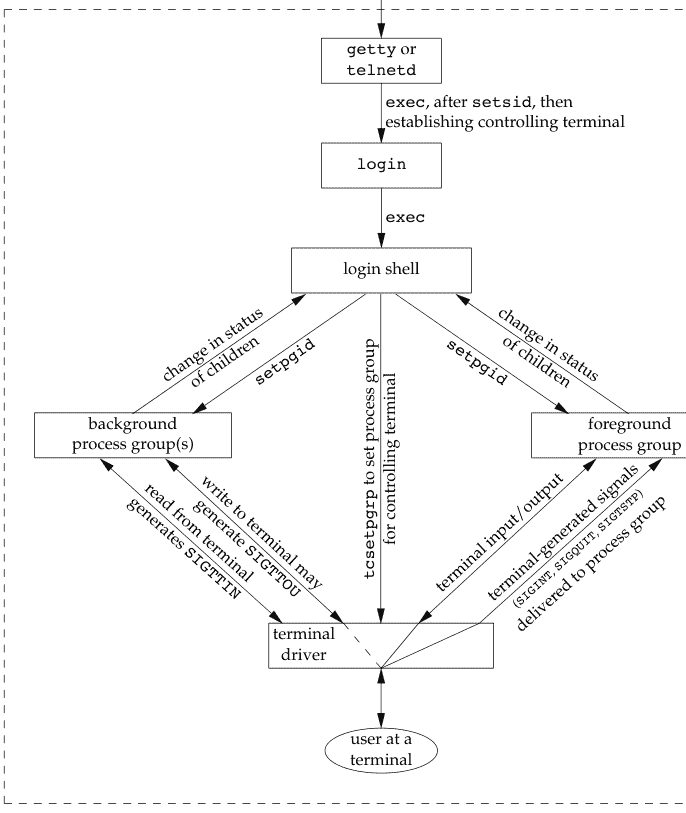 getty or
telnetd
exec, after setsid, then
establishing controlling terminal
login
exec
login shell
change in status
of children
setpgid
tcsetpgrp to set process group
for controlling terminal
setpgid
change in status
of children
background
process group(s)
foreground
process group
read from terminal
generates SIGTTIN
write to terminal may
generate SIGTTOU
terminal input/output
terminal-generated signals
(SIGINT, SIGQUIT, SIGTSTP)
delivered to process group
terminal
driver
user at a
terminal